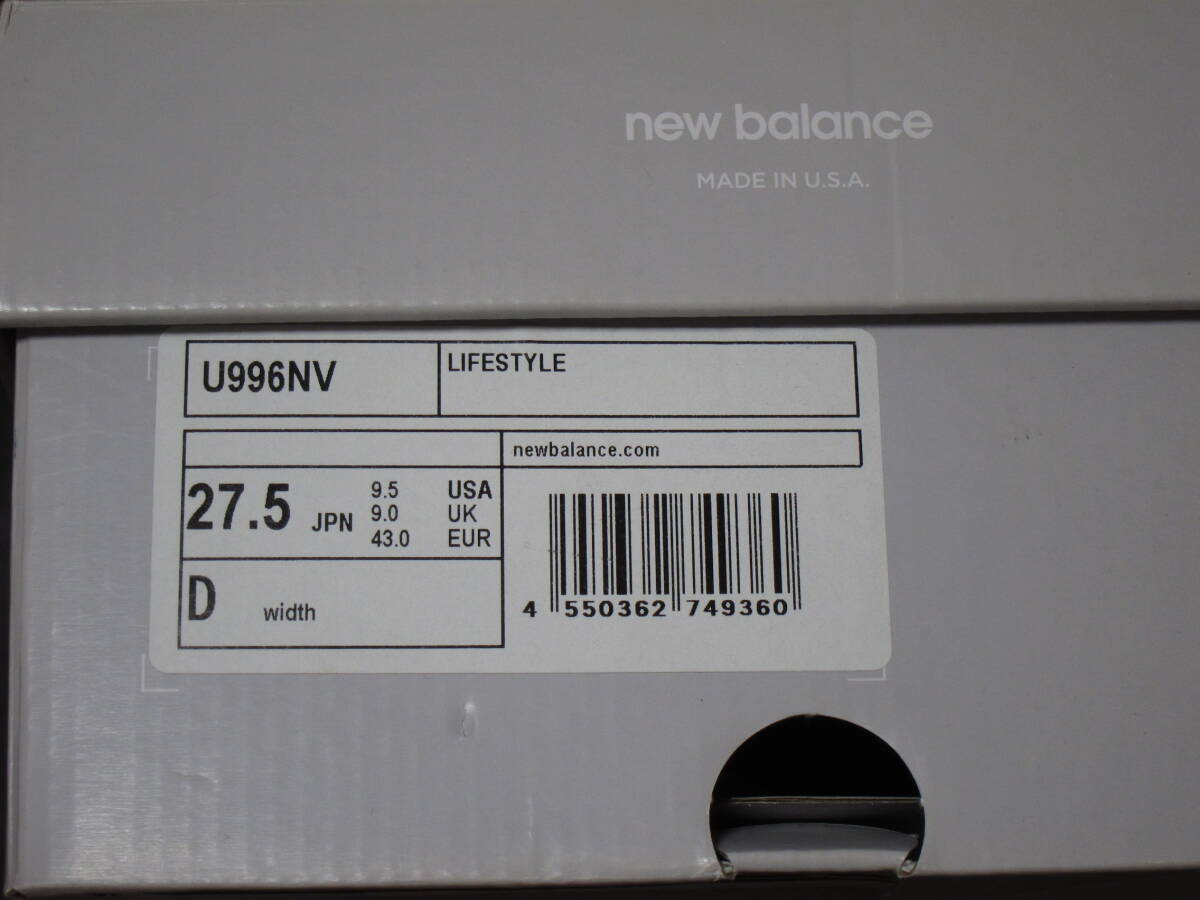 new balance
MADE IN U.S.A.
U996NV
LIFESTYLE
newbalance.com
27.5 JPN
9.5 USA
9.0 UK
43.0 EUR
D width
4 550362 749360